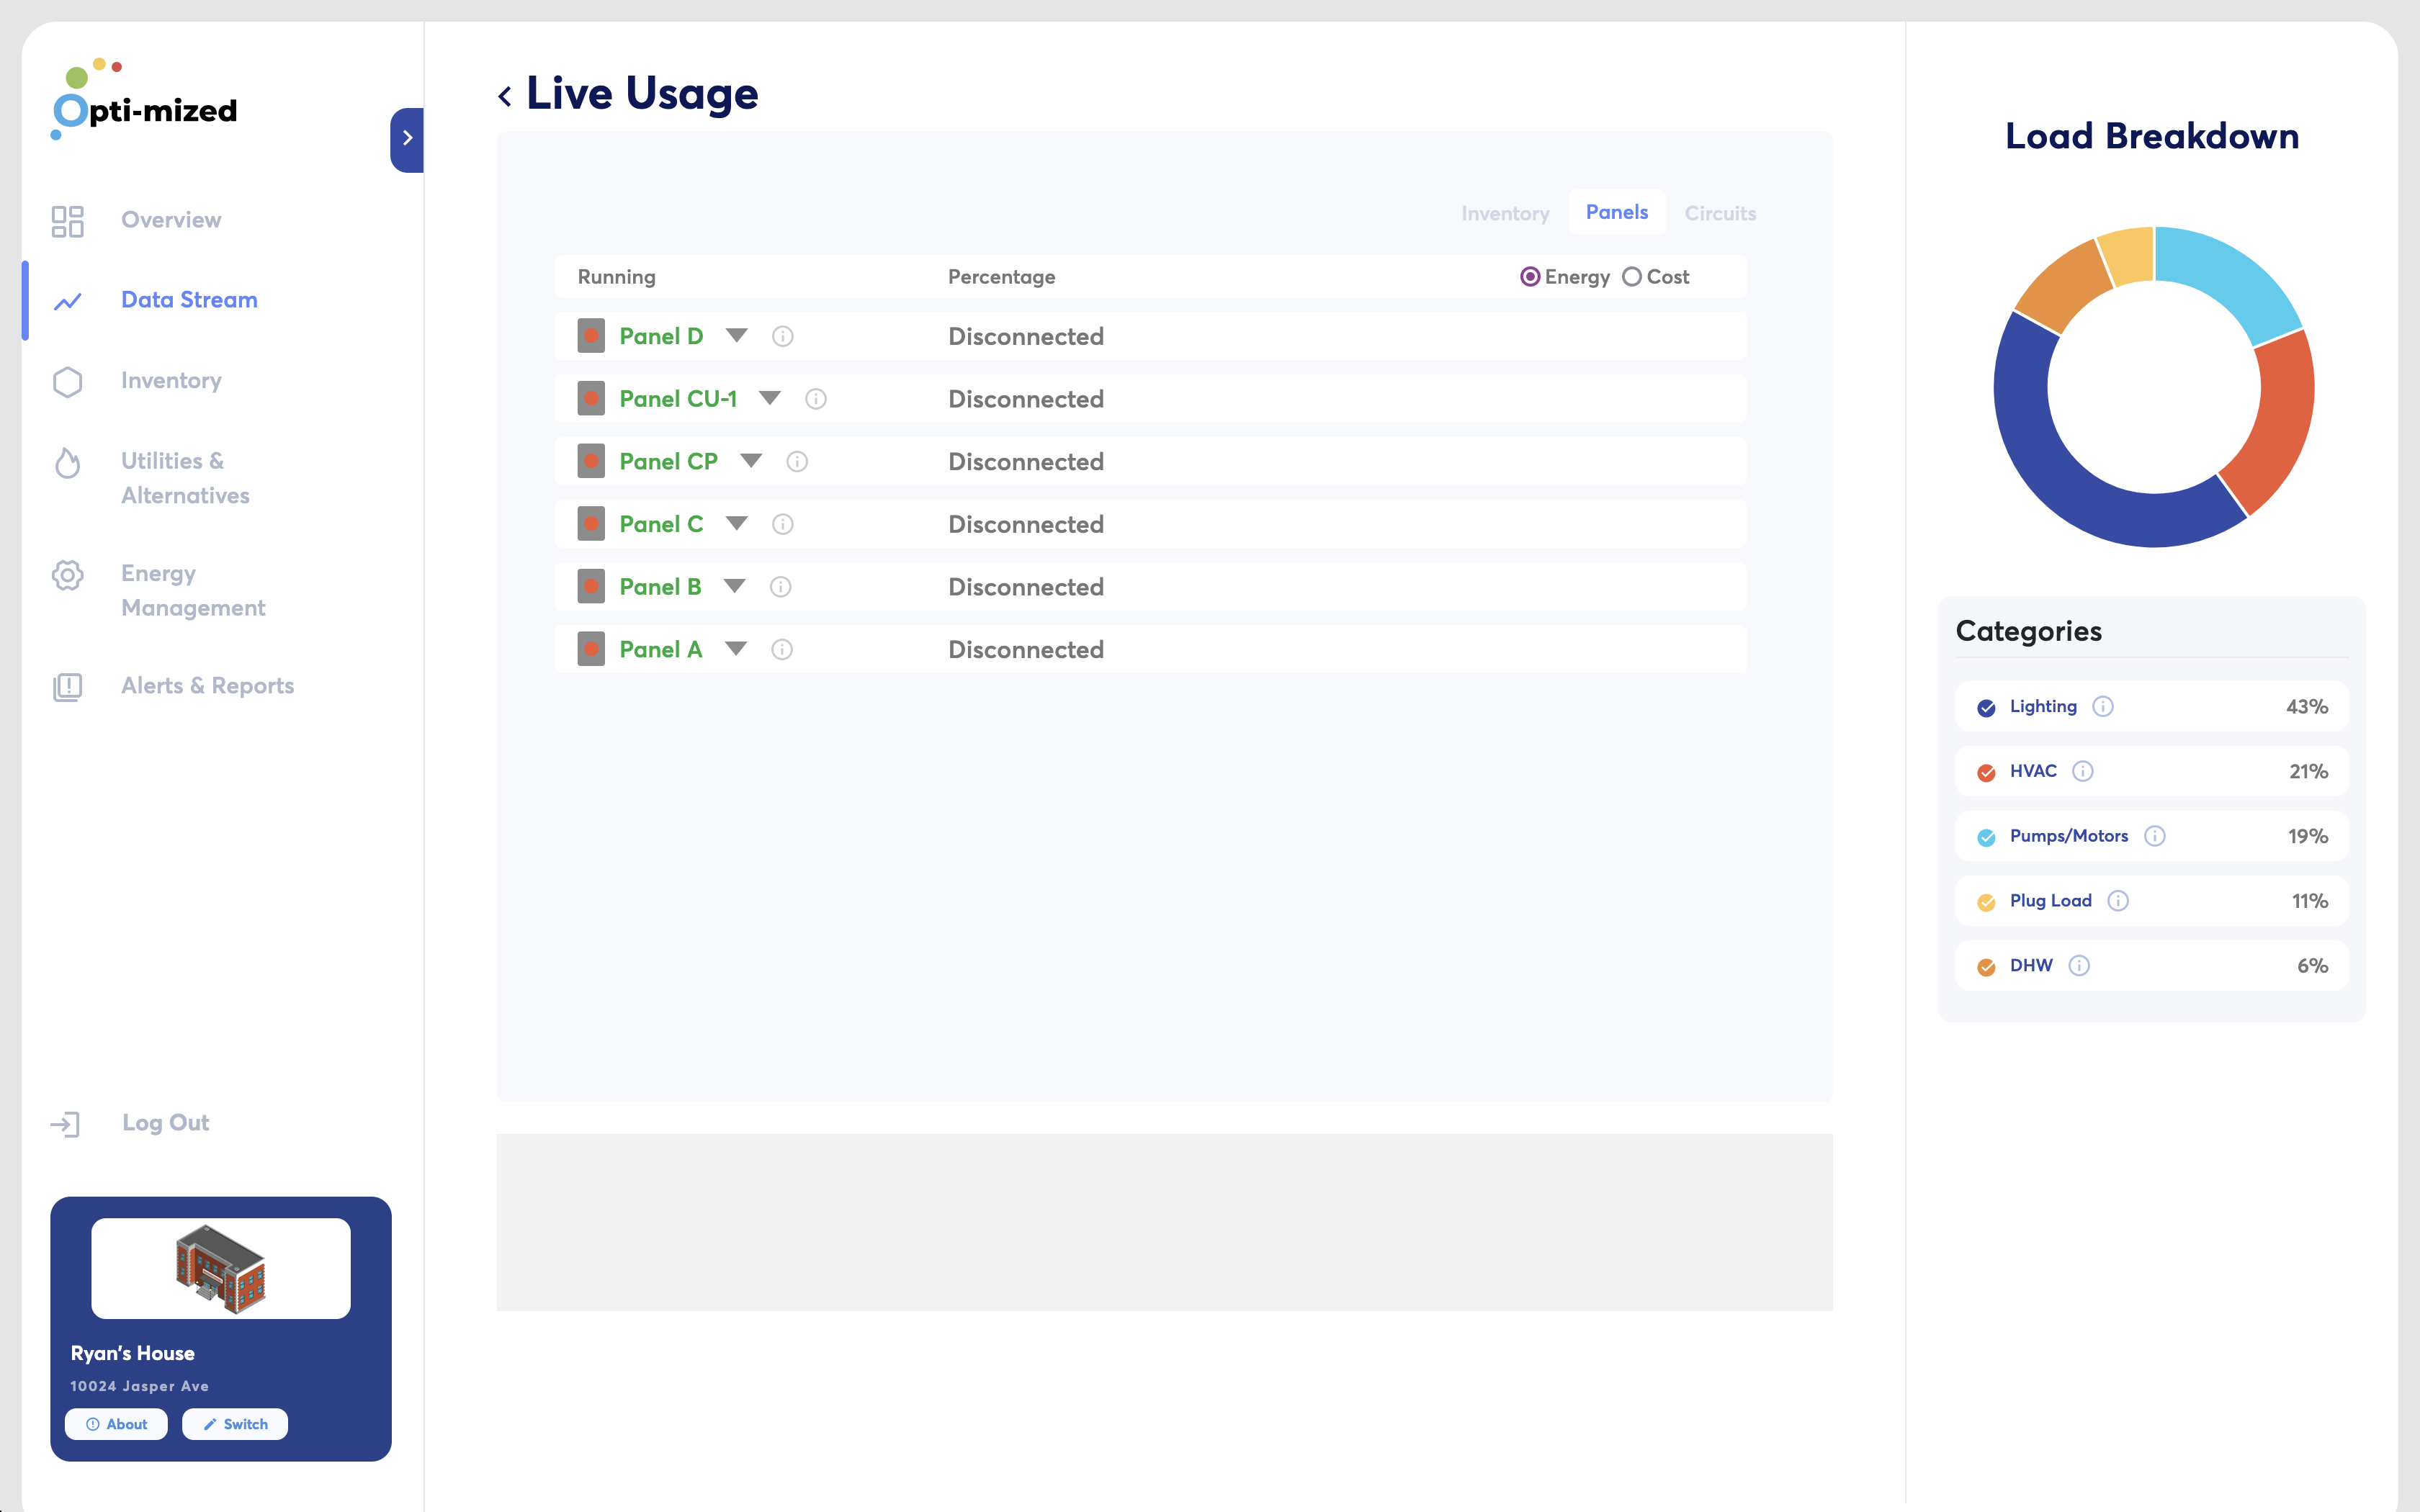 pti-mized
Overview
Data Stream
Inventory
Utilities &
Alternatives
Energy
Management
Alerts & Reports
Log Out
Ryan's House
10024 Jasper Ave
About
Switch
Live Usage
Inventory
Panels
Circuits
Running
Percentage
Energy
Cost
Panel D
Disconnected
Panel CU-1
Disconnected
Panel CP
Disconnected
Panel C
Disconnected
Panel B
Disconnected
Panel A
Disconnected
Load Breakdown
Categories
Lighting
43%
HVAC
21%
Pumps/Motors
19%
Plug Load
11%
DHW
6%